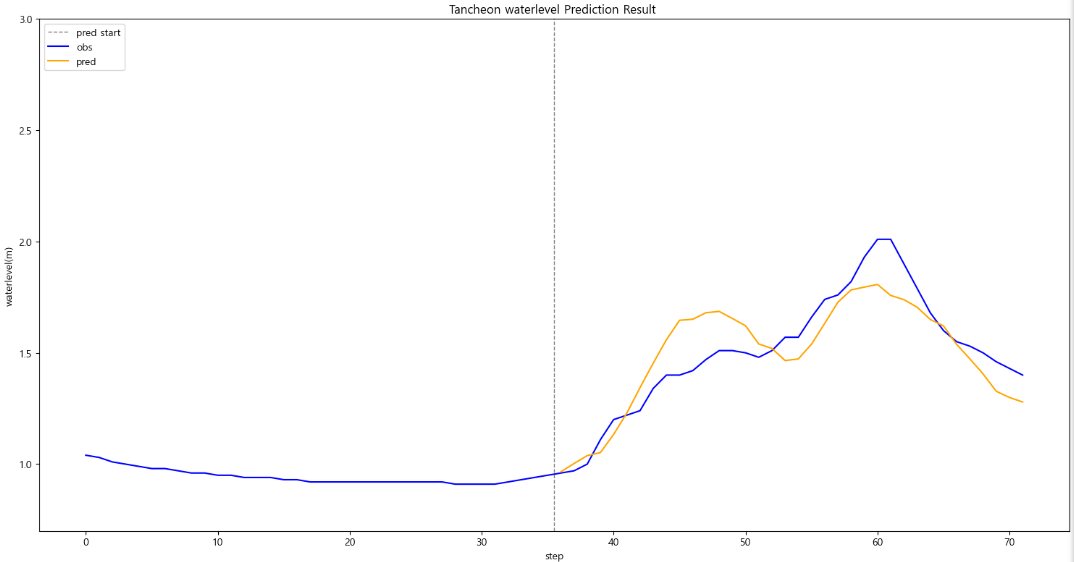 Tancheon waterlevel Prediction Result
pred start
obs
pred
3.0
2.5
2.0
1.5
1.0
waterlevel(m)
0 10 20 30 40 50 60 70
step